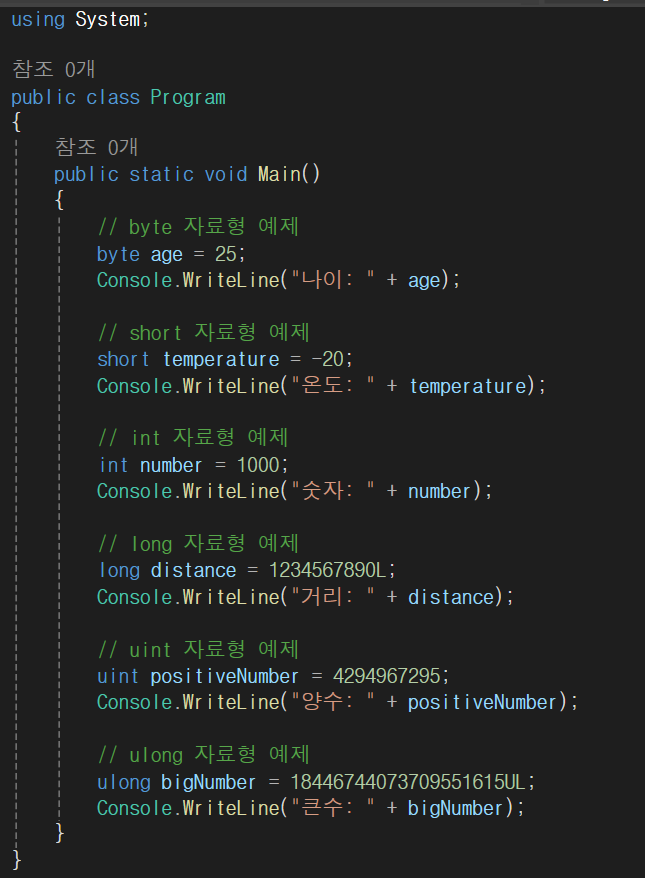 using System;
참조 0개
public class Program
{
참조 0개
public static void Main()
{
// byte 자료형 예제
byte age = 25;
Console.WriteLine("나이: " + age);
// short 자료형 예제
short temperature = -20;
Console.WriteLine("온도: " + temperature);
// int 자료형 예제
int number = 1000;
Console.WriteLine("숫자: " + number);
// long 자료형 예제
long distance = 1234567890L;
Console.WriteLine("거리: " + distance);
// uint 자료형 예제
uint positiveNumber = 4294967295;
Console.WriteLine("양수: " + positiveNumber);
// ulong 자료형 예제
ulong bigNumber = 18446744073709551615UL;
Console.WriteLine("큰수: " + bigNumber);
}
}